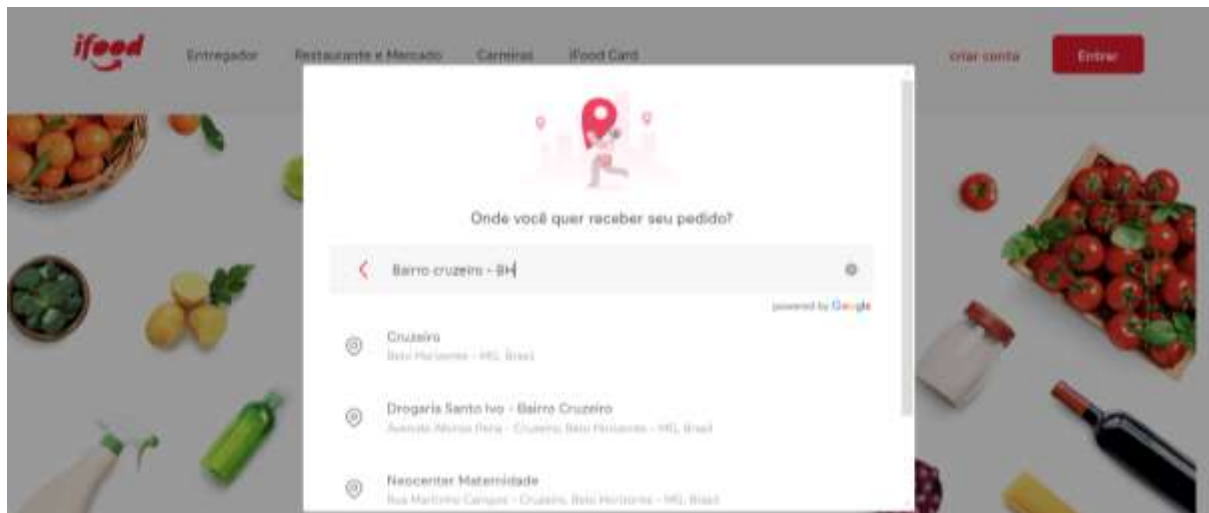 ifood
Entregador Restaurante e Mercado Carreiras iFood Card criar conta Entrar
Onde você quer receber seu pedido?
Bairro cruzeiro - BH
powered by Google
Cruzeiro
Belo Horizonte - MG, Brasil
Drogaria Santo Ivo - Bairro Cruzeiro
Avenida Afonso Pena - Cruzeiro, Belo Horizonte - MG, Brasil
Neocenter Maternidade
Rua Martinho Campos - Cruzeiro, Belo Horizonte - MG, Brasil